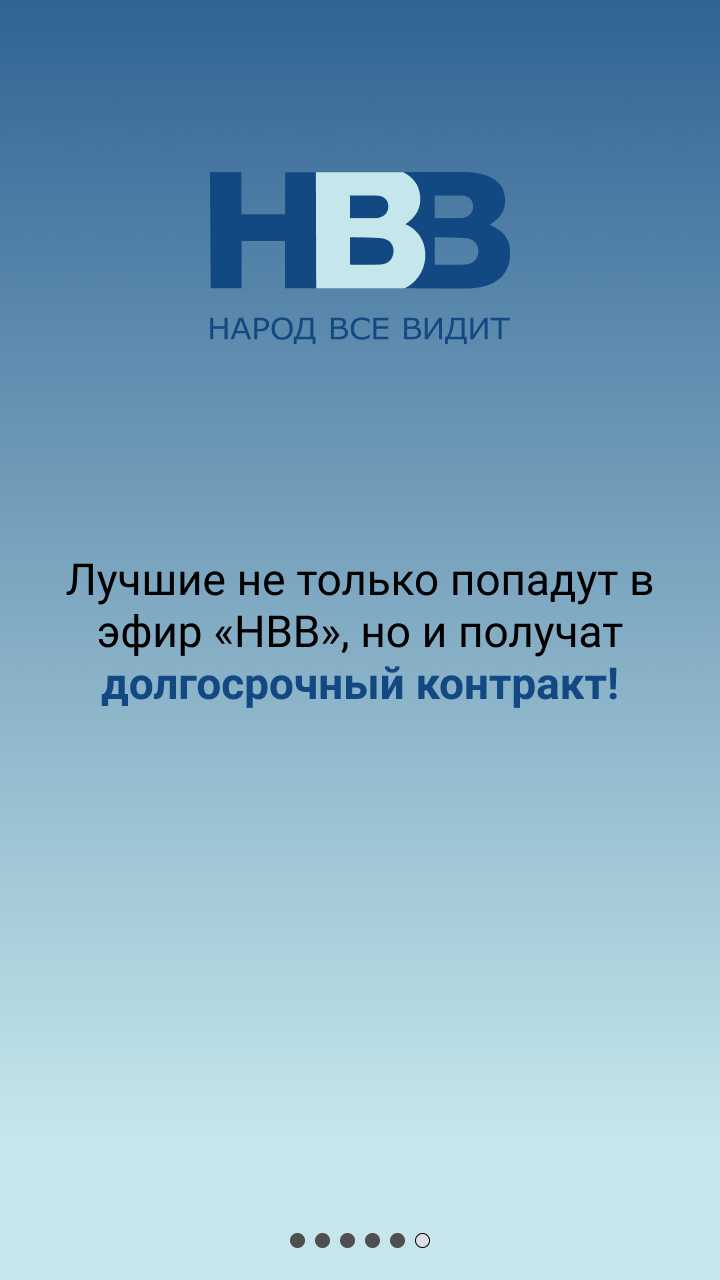 НВВ
НАРОД ВСЕ ВИДИТ
Лучшие не только попадут в
эфир «НВВ», но и получат
долгосрочный контракт!